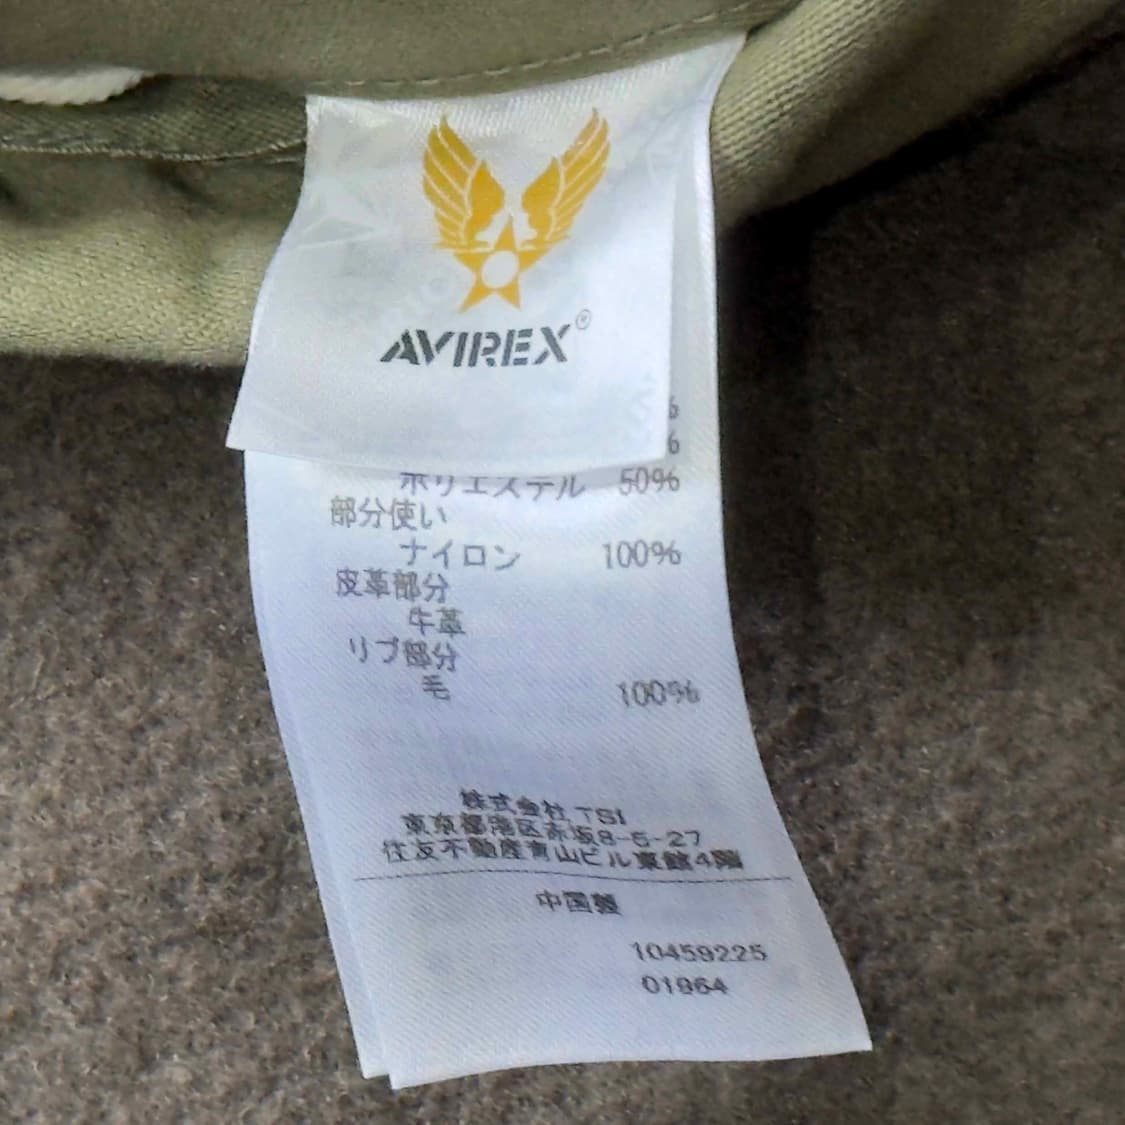 AVIREX®
%
%
ポリエステル 50%
部分使い
ナイロン 100%
皮革部分
牛革
リブ部分
毛 100%
株式会社 TSI
東京都港区赤坂8-5-27
住友不動産青山ビル東館4階
中国製
10459225
01964